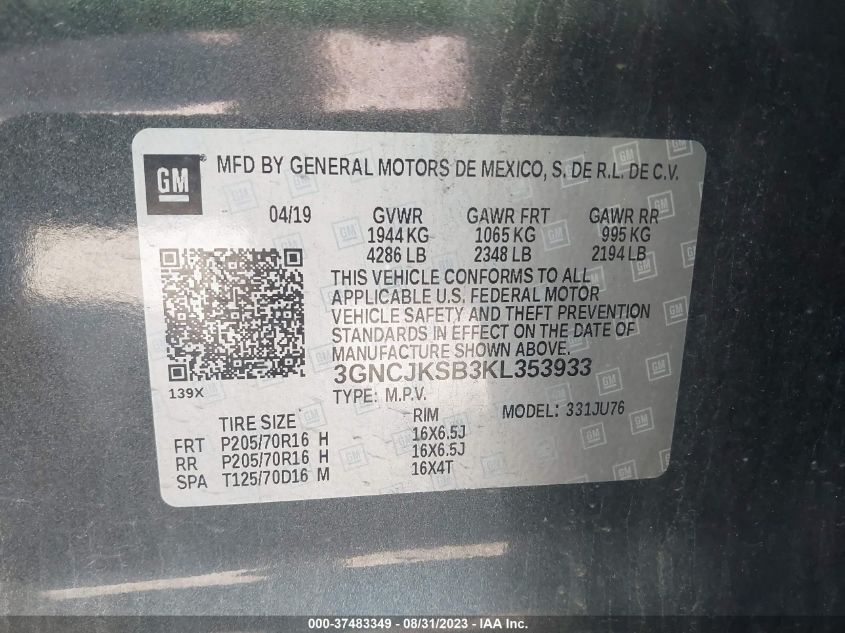 GM
MFD BY GENERAL MOTORS DE MEXICO, S. DE R.L. DE C.V.
04/19 GVWR GAWR FRT GAWR RR
1944 KG 1065 KG 995 KG
4286 LB 2348 LB 2194 LB
THIS VEHICLE CONFORMS TO ALL
APPLICABLE U.S. FEDERAL MOTOR
VEHICLE SAFETY AND THEFT PREVENTION
STANDARDS IN EFFECT ON THE DATE OF
MANUFACTURE SHOWN ABOVE.
3GNCJKSB3KL353933
139X
TYPE: M.P.V. MODEL: 331JU76
TIRE SIZE RIM
FRT P205/70R16 H 16X6.5J
RR P205/70R16 H 16X6.5J
SPA T125/70D16 M 16X4T
000-37483349 - 08/31/2023 - IAA Inc.